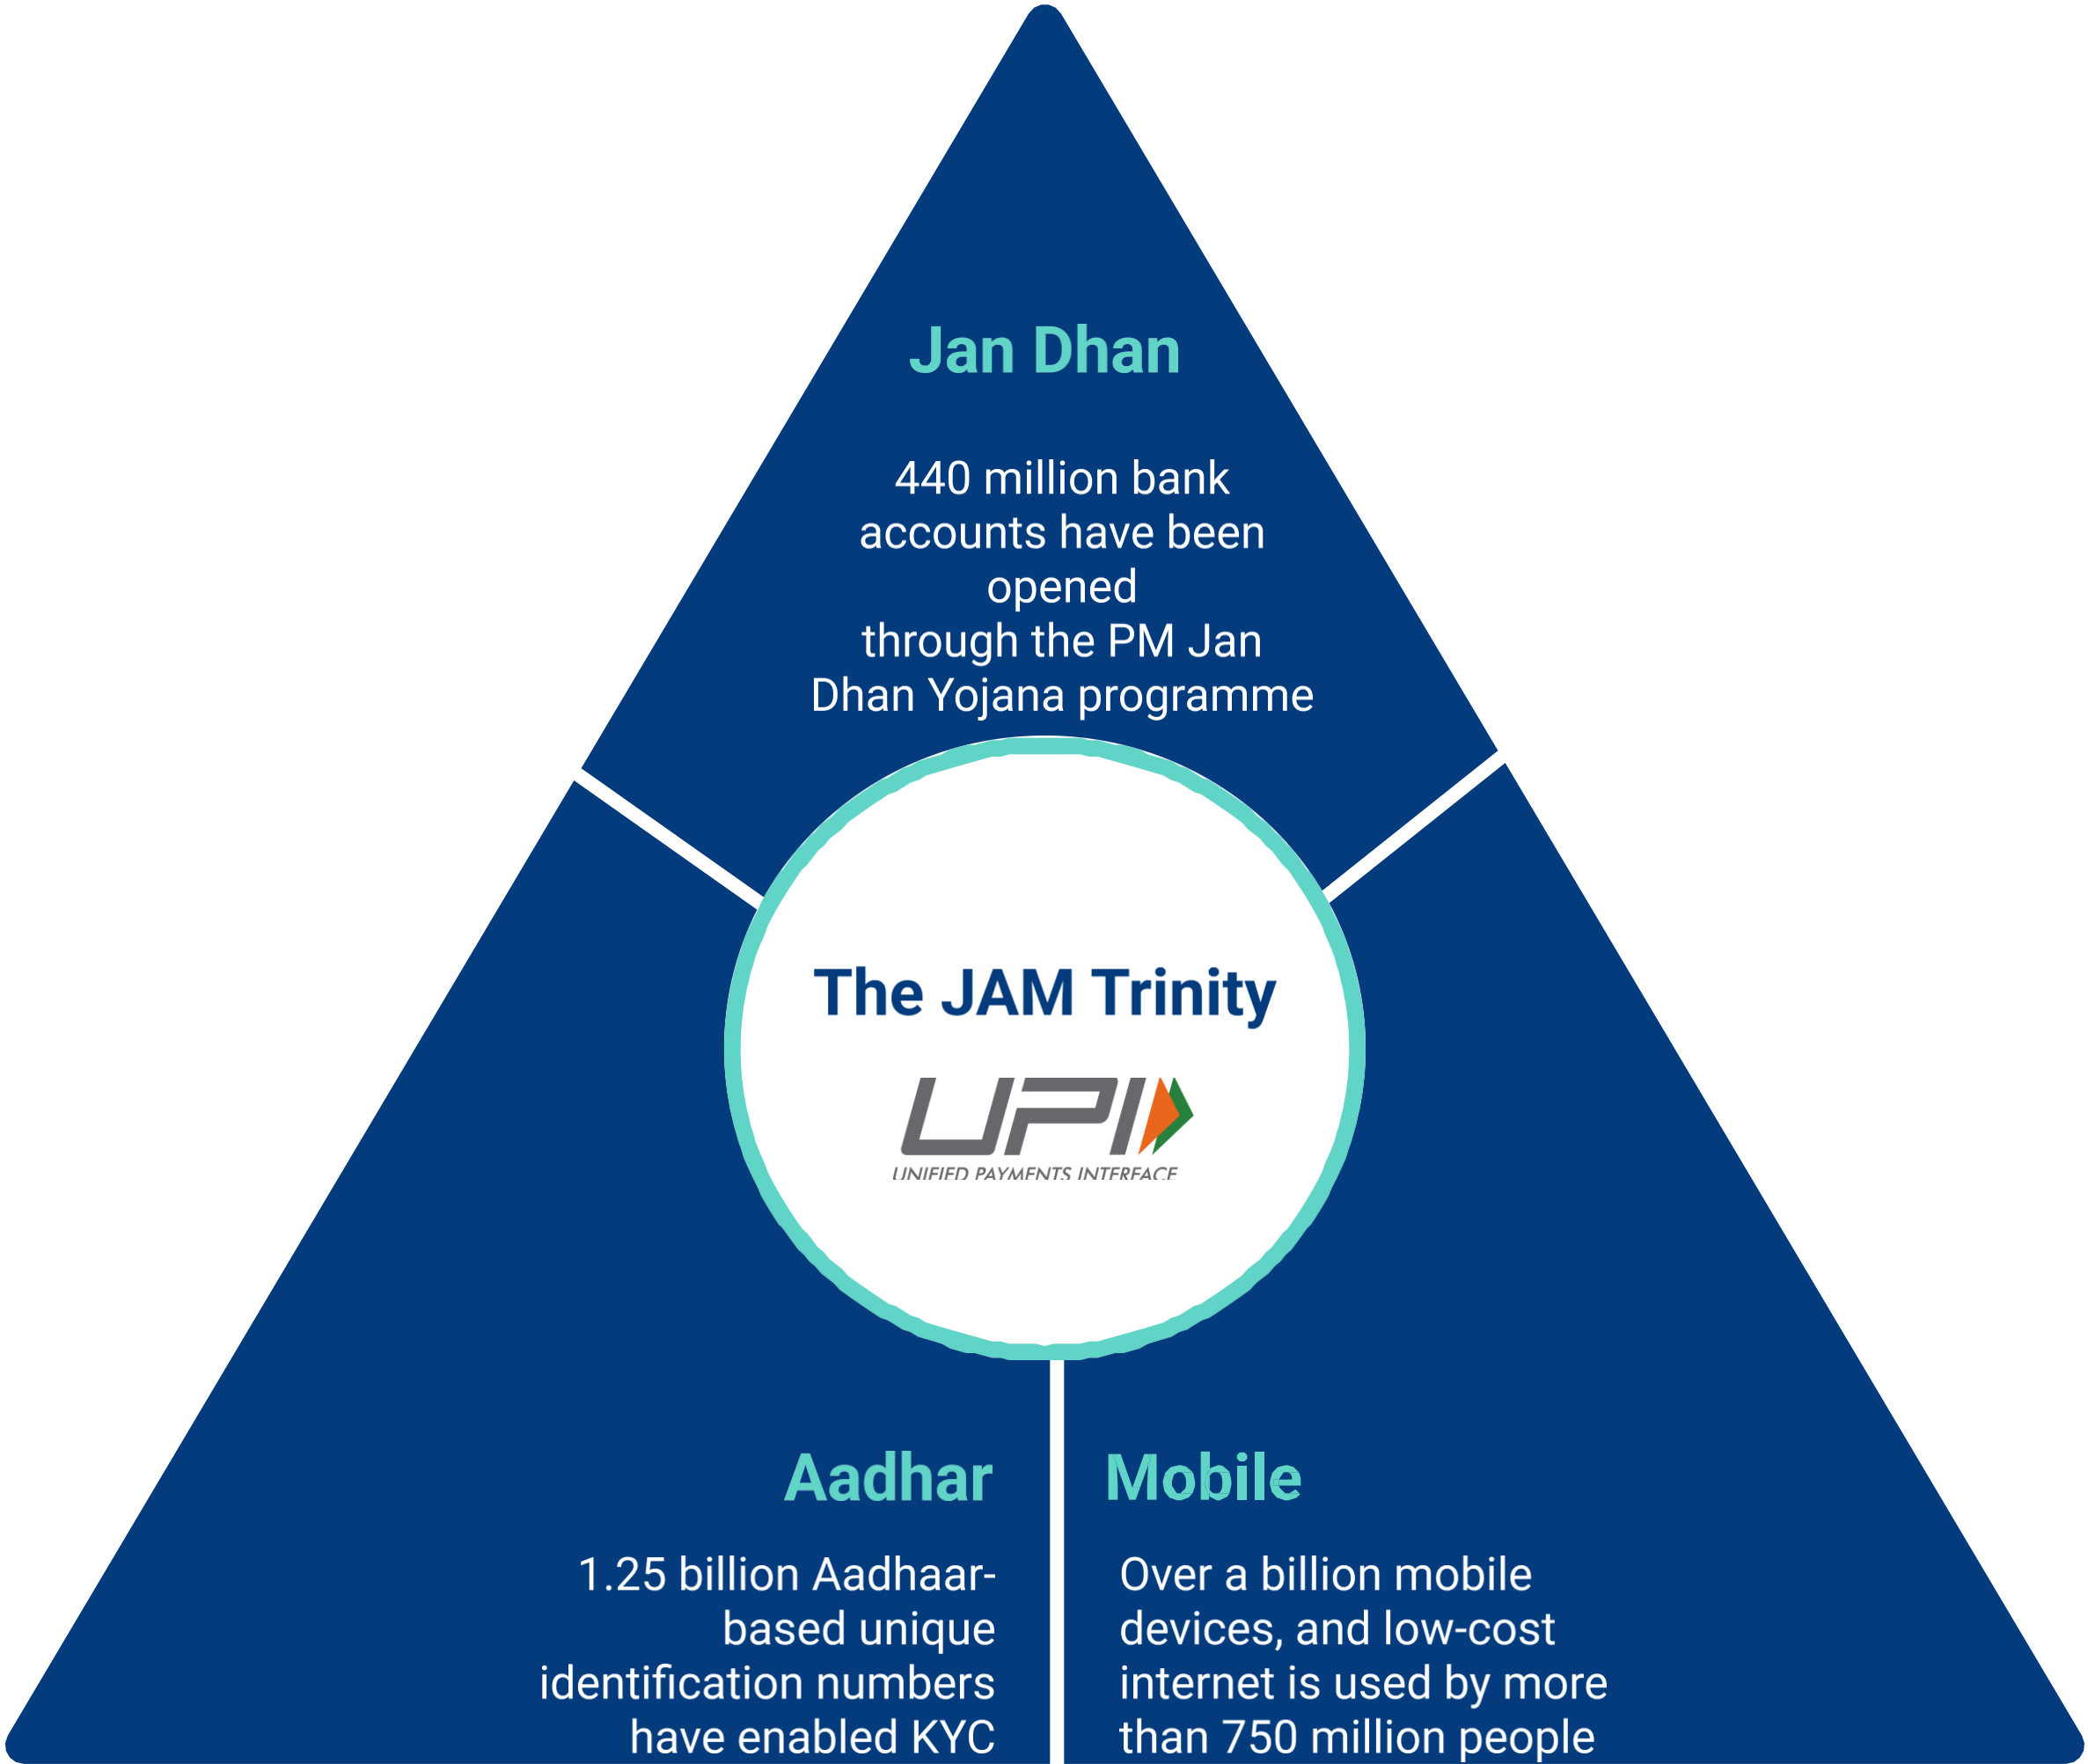 Jan Dhan
440 million bank
accounts have been
opened
through the PM Jan
Dhan Yojana programme
The JAM Trinity
UPI
UNIFIED PAYMENTS INTERFACE
Aadhar
1.25 billion Aadhaar-
based unique
identification numbers
have enabled KYC
Mobile
Over a billion mobile
devices, and low-cost
internet is used by more
than 750 million people